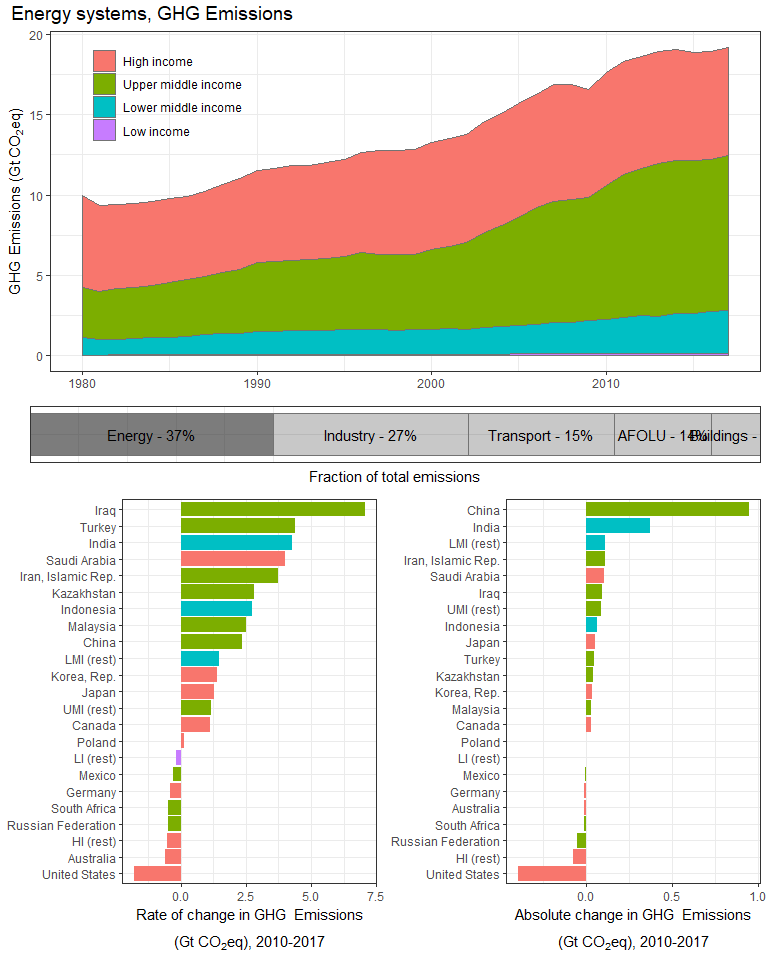 Energy systems, GHG Emissions
GHG Emissions (Gt CO₂eq)
20
15
10
5
0
High income
Upper middle income
Lower middle income
Low income
1980 1990 2000 2010
Energy - 37% Industry - 27% Transport - 15% AFOLU - 14% Buildings -
Fraction of total emissions
Iraq
Turkey
India
Saudi Arabia
Iran, Islamic Rep.
Kazakhstan
Indonesia
Malaysia
China
LMI (rest)
Korea, Rep.
Japan
UMI (rest)
Canada
Poland
LI (rest)
Mexico
Germany
South Africa
Russian Federation
HI (rest)
Australia
United States
0.0 2.5 5.0 7.5
Rate of change in GHG Emissions
(Gt CO₂eq), 2010-2017
China
India
LMI (rest)
Iran, Islamic Rep.
Saudi Arabia
Iraq
UMI (rest)
Indonesia
Japan
Turkey
Kazakhstan
Korea, Rep.
Malaysia
Canada
Poland
LI (rest)
Mexico
Germany
Australia
South Africa
Russian Federation
HI (rest)
United States
0.0 0.5 1.0
Absolute change in GHG Emissions
(Gt CO₂eq), 2010-2017